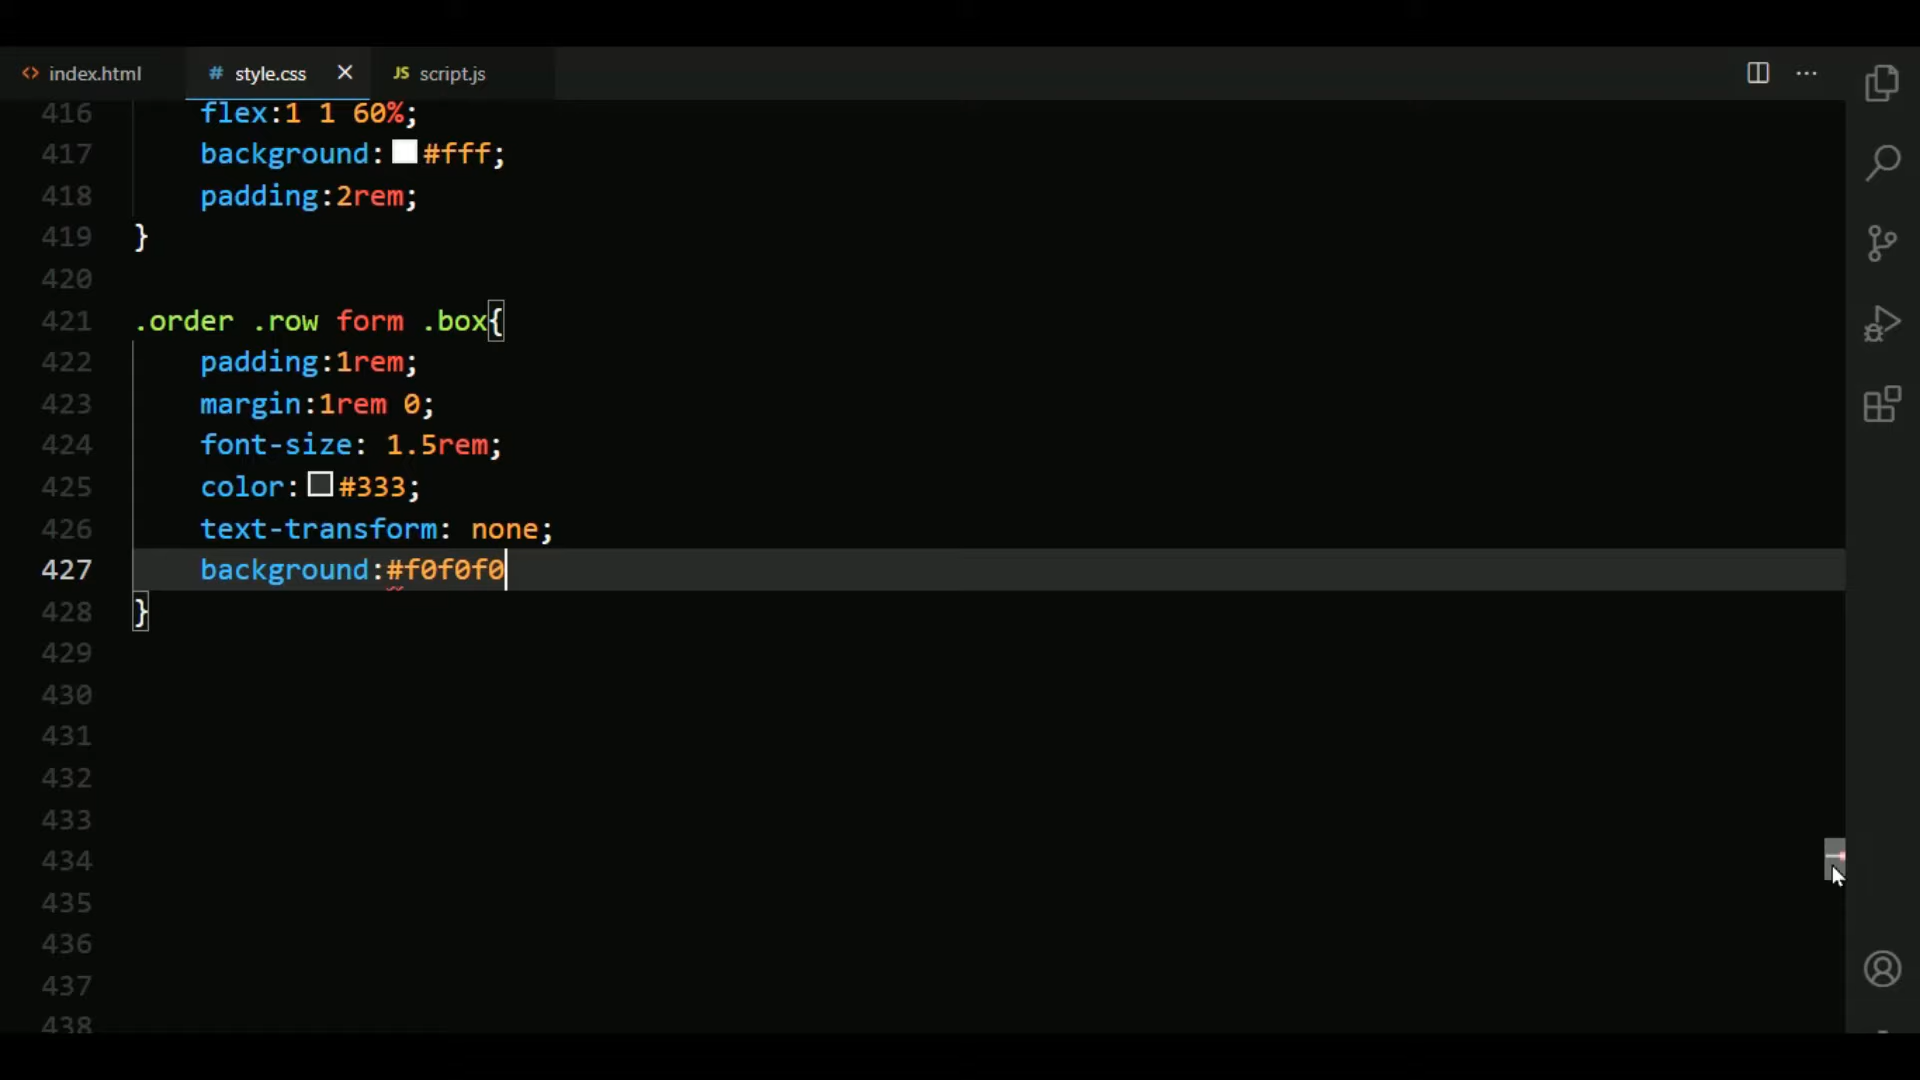 index.html
style.css
script.js
416 flex:1 1 60%;
417 background:#fff;
418 padding:2rem;
419 }
420
421 .order .row form .box{
422 padding:1rem;
423 margin:1rem 0;
424 font-size: 1.5rem;
425 color:#333;
426 text-transform: none;
427 background:#f0f0f0
428 }
429
430
431
432
433
434
435
436
437
438